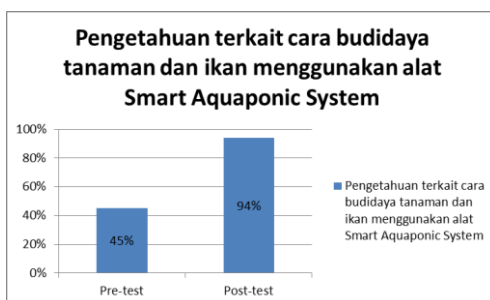 Pengetahuan terkait cara budidaya
tanaman dan ikan menggunakan alat
Smart Aquaponic System
100%
80%
60%
40%
20%
0%
45%
94%
Pre-test
Post-test
Pengetahuan terkait cara
budidaya tanaman dan
ikan menggunakan alat
Smart Aquaponic System